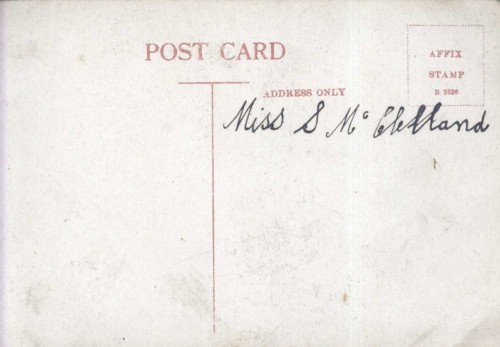 POST CARD
AFFIX
STAMP
B 2326
ADDRESS ONLY
Miss S Mc Clelland